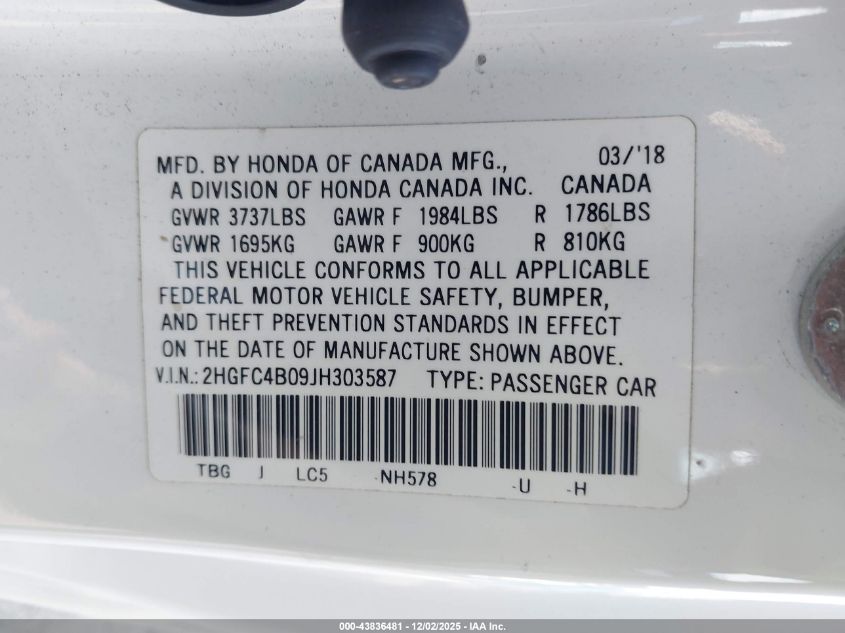 MFD. BY HONDA OF CANADA MFG., 03/'18
A DIVISION OF HONDA CANADA INC. CANADA
GVWR 3737LBS GAWR F 1984LBS R 1786LBS
GVWR 1695KG GAWR F 900KG R 810KG
THIS VEHICLE CONFORMS TO ALL APPLICABLE
FEDERAL MOTOR VEHICLE SAFETY, BUMPER,
AND THEFT PREVENTION STANDARDS IN EFFECT
ON THE DATE OF MANUFACTURE SHOWN ABOVE.
V.I.N.: 2HGFC4B09JH303587 TYPE: PASSENGER CAR
TBG J LC5 -NH578 -U -H
000-43836481 - 12/02/2025 - IAA Inc.